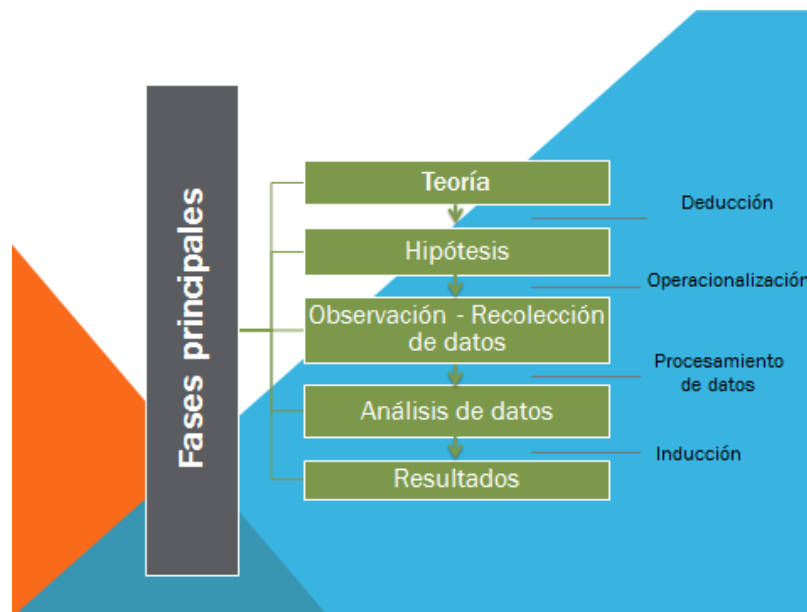 Fases principales
Teoría
Deducción
Hipótesis
Operacionalización
Observación - Recolección
de datos
Procesamiento
de datos
Análisis de datos
Inducción
Resultados